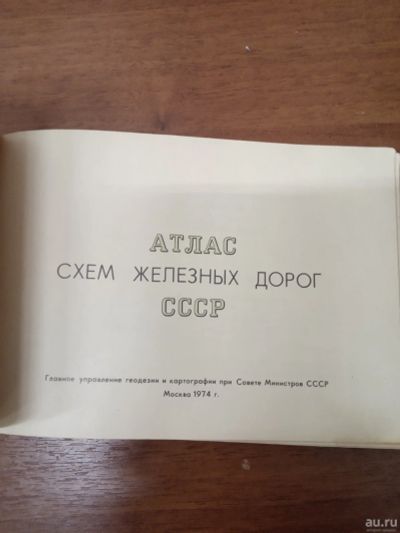 АТЛАС
СХЕМ ЖЕЛЕЗНЫХ ДОРОГ
СССР
Главное управление геодезии и картографии при Совете Министров СССР
Москва 1974 г.
au.ru